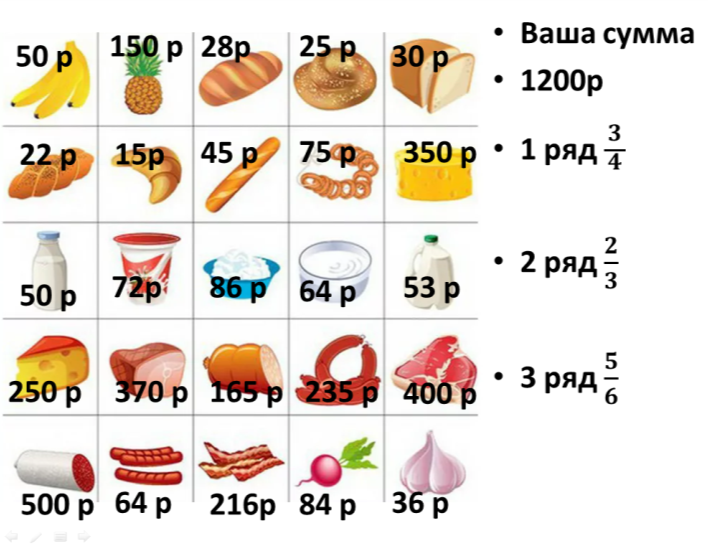 50 р 150 р 28р 25 р 30 р
22 р 15р 45 р 75 р 350 р
50 р 72р 86 р 64 р 53 р
250 р 370 р 165 р 235 р 400 р
500 р 64 р 216р 84 р 36 р
• Ваша сумма
• 1200р
• 1 ряд 3/4
• 2 ряд 2/3
• 3 ряд 5/6